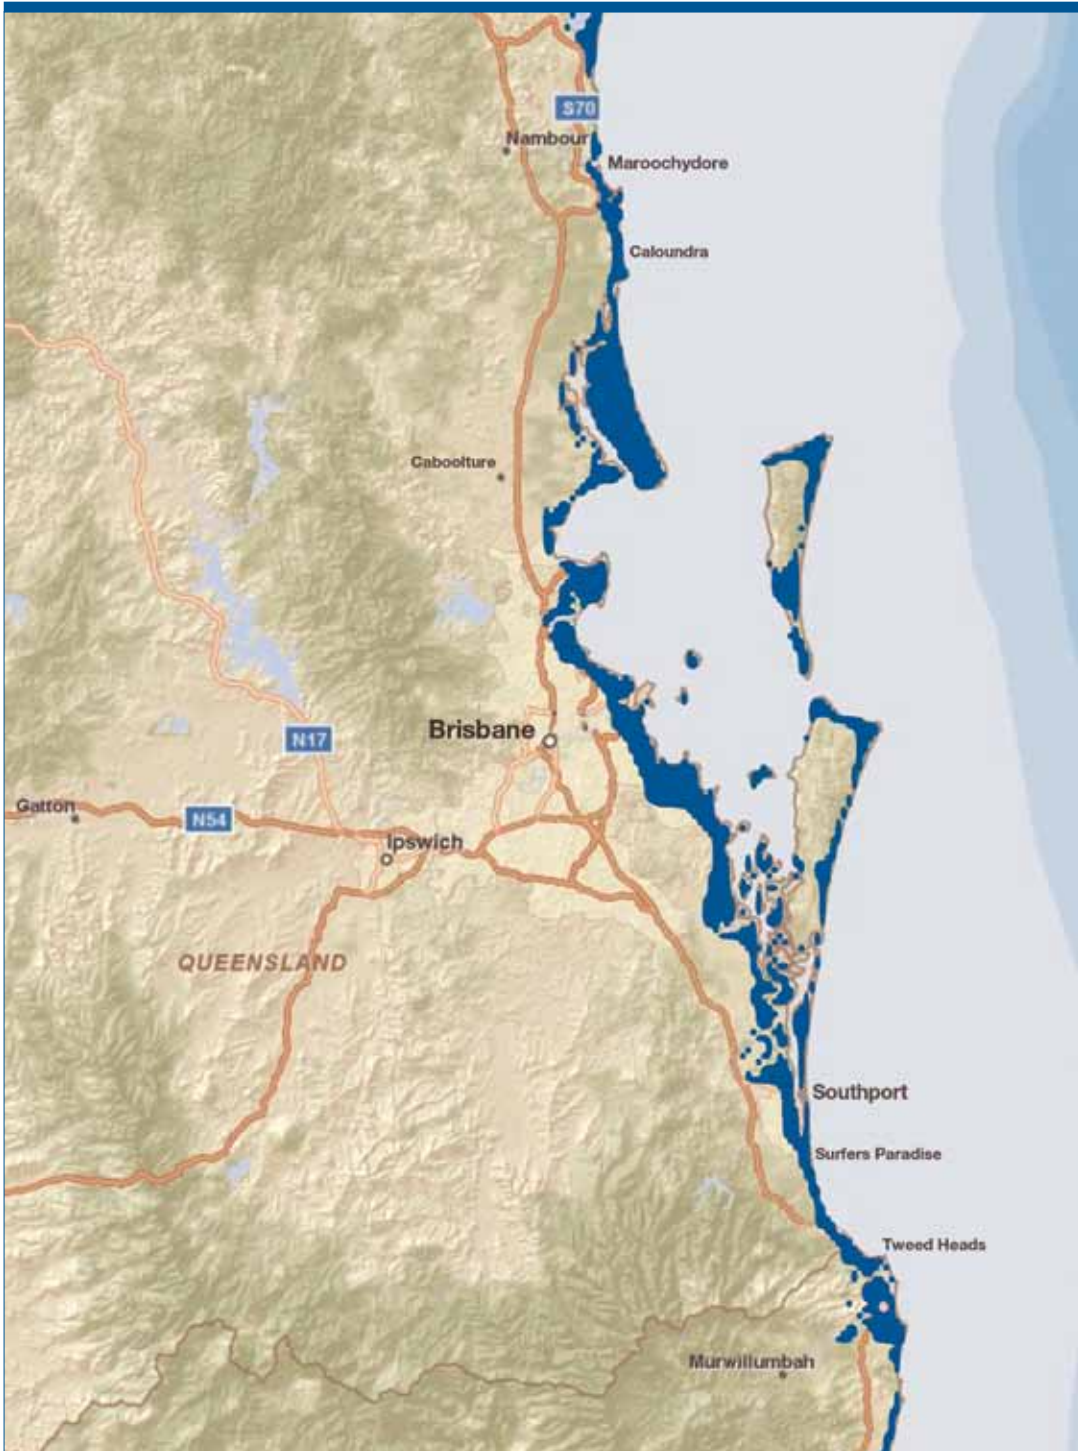 S70
Nambour
Maroochydore
Caloundra
Caboolture
Brisbane
N17
Gatton
N54
Ipswich
QUEENSLAND
Southport
Surfers Paradise
Tweed Heads
Murwillumbah